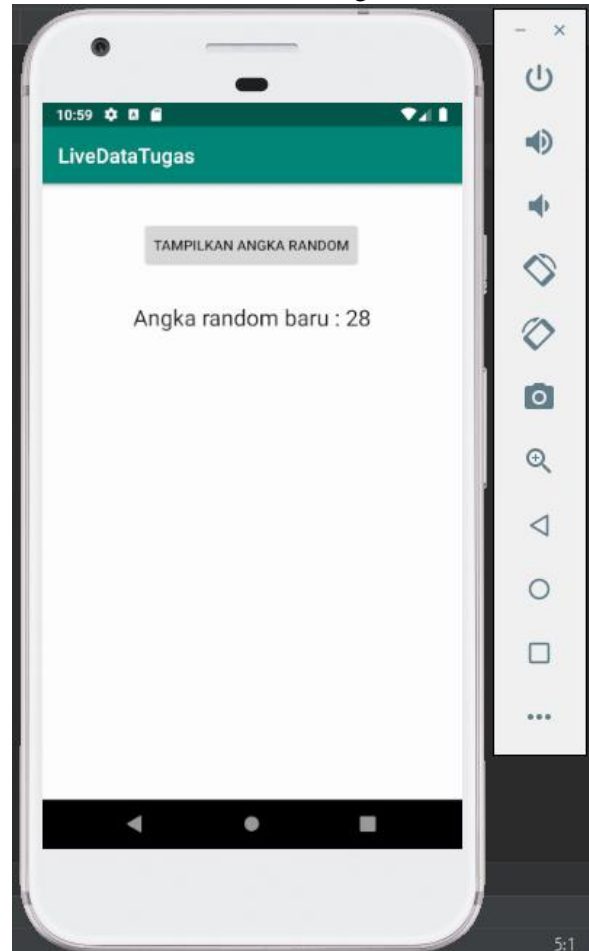 10:59
LiveDataTugas
TAMPILKAN ANGKA RANDOM
Angka random baru : 28
5:1